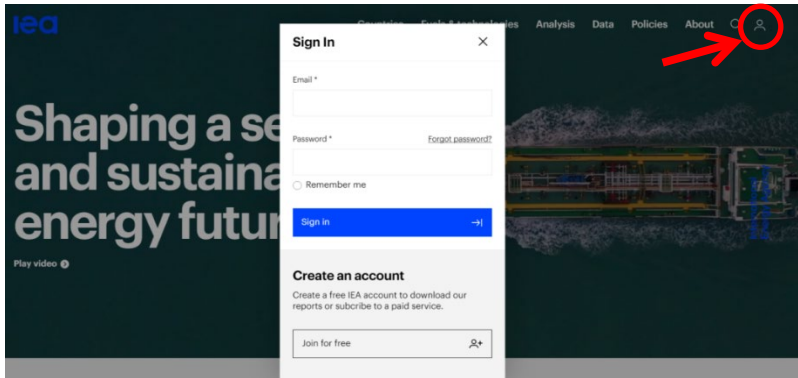 iea
Countries Fuels & technologies Analysis Data Policies About
Shaping a se
and sustaina
energy futur
Play video
Sign In
Email *
Password * Forgot password?
Remember me
Sign in
Create an account
Create a free IEA account to download our
reports or subcribe to a paid service.
Join for free